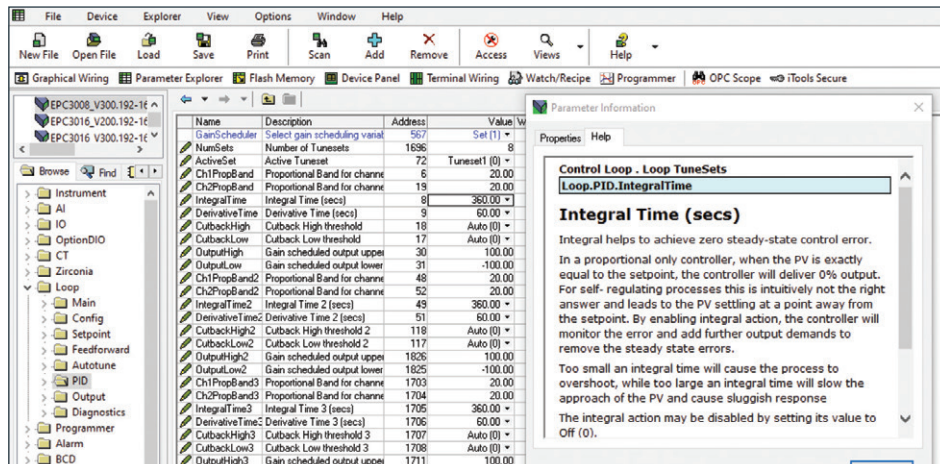 File Device Explorer View Options Window Help
New File Open File Load Save Print Scan Add Remove Access Views Help
Graphical Wiring Parameter Explorer Flash Memory Device Panel Terminal Wiring Watch/Recipe Programmer OPC Scope iTools Secure
EPC3008_V300.192-16
EPC3016_V200.192-16
EPC3016_V300.192-16
Browse Find
Instrument
AI
IO
OptionDIO
CT
Zirconia
Loop
Main
Config
Setpoint
Feedforward
Autotune
PID
Output
Diagnostics
Programmer
Alarm
BCD
Name Description Address Value W
GainScheduler Select gain scheduling variat 567 Set (1)
NumSets Number of Tunesets 1696 8
ActiveSet Active Tuneset 72 Tuneset1 (0)
Ch1PropBand Proportional Band for channe 6 20.00
Ch2PropBand Proportional Band for channe 19 20.00
IntegralTime Integral Time (secs) 8 360.00
DerivativeTime Derivative Time (secs) 9 60.00
CutbackHigh Cutback High threshold 18 Auto (0)
CutbackLow Cutback Low threshold 17 Auto (0)
OutputHigh Gain scheduled output upper 30 100.00
OutputLow Gain scheduled output lower 31 -100.00
Ch1PropBand2 Proportional Band for channe 48 20.00
Ch2PropBand2 Proportional Band for channe 52 20.00
IntegralTime2 Integral Time 2 (secs) 49 360.00
DerivativeTime2 Derivative Time 2 (secs) 51 60.00
CutbackHigh2 Cutback High threshold 2 118 Auto (0)
CutbackLow2 Cutback Low threshold 2 117 Auto (0)
OutputHigh2 Gain scheduled output upper 1826 100.00
OutputLow2 Gain scheduled output lower 1825 -100.00
Ch1PropBand3 Proportional Band for channe 1703 20.00
Ch2PropBand3 Proportional Band for channe 1704 20.00
IntegralTime3 Integral Time 3 (secs) 1705 360.00
DerivativeTime3 Derivative Time 3 (secs) 1706 60.00
CutbackHigh3 Cutback High threshold 3 1707 Auto (0)
CutbackLow3 Cutback Low threshold 3 1708 Auto (0)
OutputHigh3 Gain scheduled output upper 1711 100.00
Parameter Information
Properties Help
Control Loop . Loop TuneSets
Loop.PID.IntegralTime
Integral Time (secs)
Integral helps to achieve zero steady-state control error.
In a proportional only controller, when the PV is exactly
equal to the setpoint, the controller will deliver 0% output.
For self- regulating processes this is intuitively not the right
answer and leads to the PV settling at a point away from
the setpoint. By enabling integral action, the controller will
monitor the error and add further output demands to
remove the steady state errors.
Too small an integral time will cause the process to
overshoot, while too large an integral time will slow the
approach of the PV and cause sluggish response
The integral action may be disabled by setting its value to
Off (0).